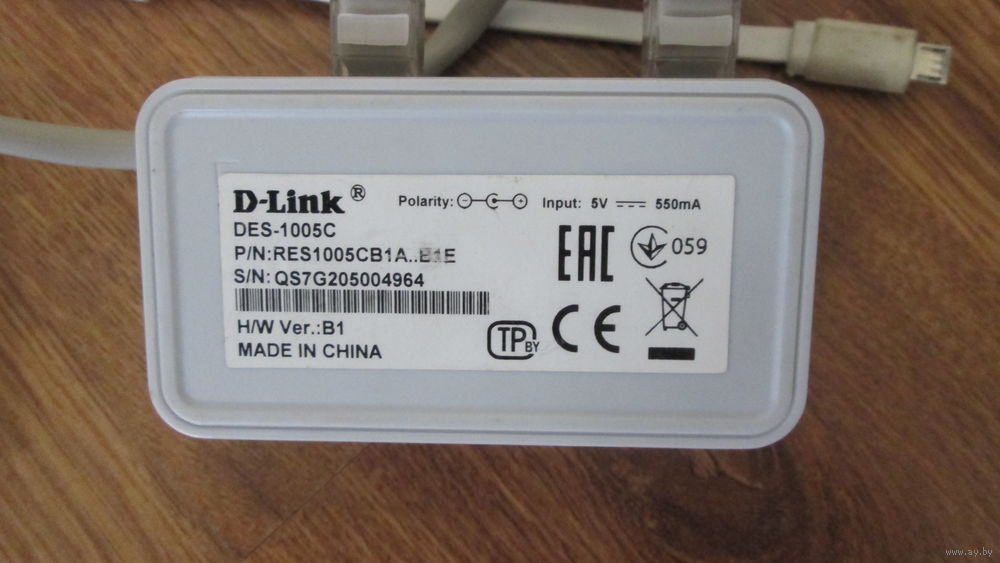 D-Link®
Polarity: Input: 5V 550mA
DES-1005C
P/N:RES1005CB1A..B1E
S/N: QS7G205004964
H/W Ver.:B1
MADE IN CHINA
EAC
059
TP BY
CE
www.ay.by